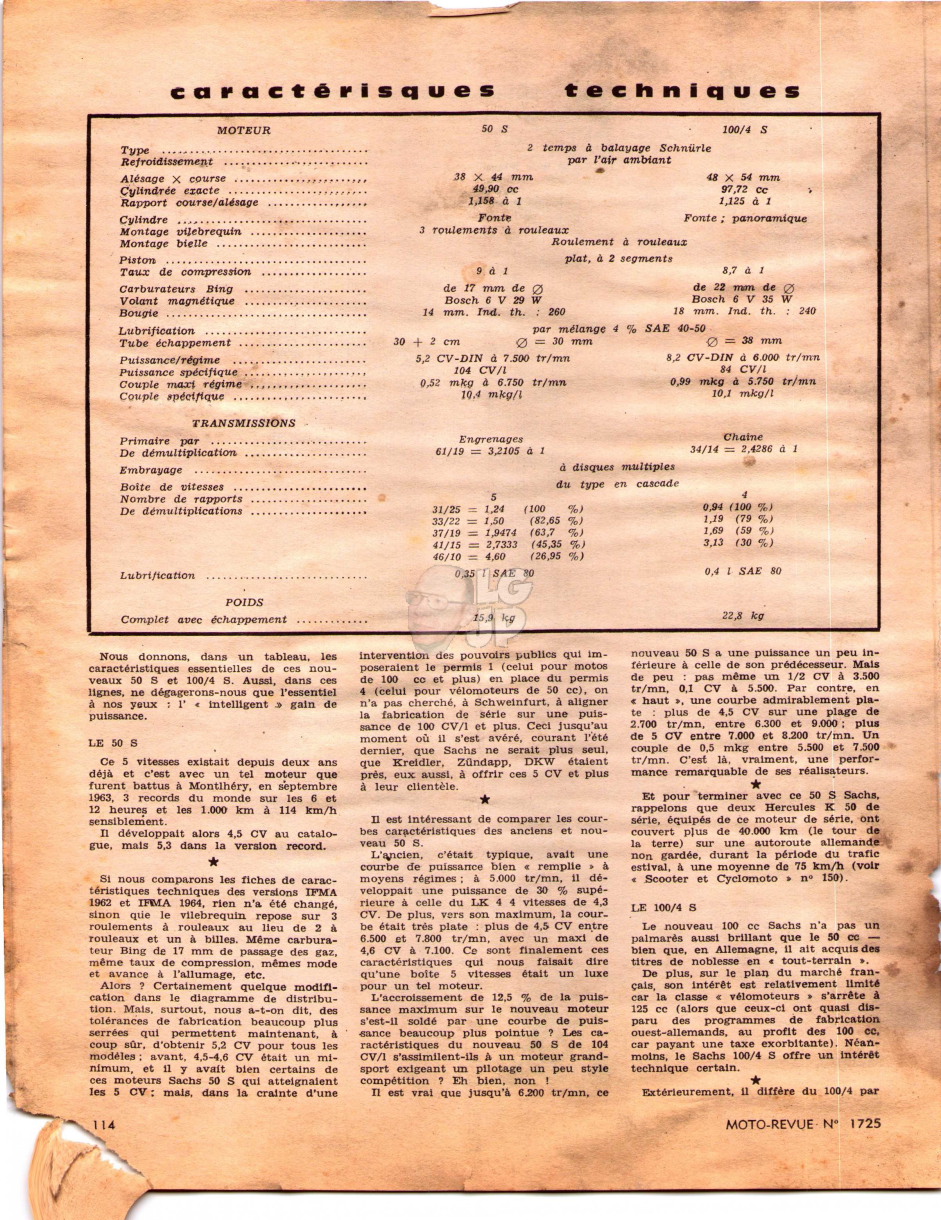 caractérisques techniques
MOTEUR 50 S 100/4 S
Type ........ 2 temps à balayage Schnürle
Refroidissement ........ par l'air ambiant
Alésage × course ........ 38 × 44 mm 48 × 54 mm
Cylindrée exacte ........ 49,90 cc 97,72 cc
Rapport course/alésage ........ 1,158 à 1 1,125 à 1
Cylindre ........ Fonte Fonte ; panoramique
Montage vilebrequin ........ 3 roulements à rouleaux
Montage bielle ........ Roulement à rouleaux
Piston ........ plat, à 2 segments
Taux de compression ........ 9 à 1 8,7 à 1
Carburateurs Bing ........ de 17 mm de ∅ de 22 mm de ∅
Volant magnétique ........ Bosch 6 V 29 W Bosch 6 V 35 W
Bougie ........ 14 mm. Ind. th. : 260 18 mm. Ind. th. : 240
Lubrification ........ par mélange 4 % SAE 40-50
Tube échappement ........ 30 + 2 cm ∅ = 30 mm ∅ = 38 mm
Puissance/régime ........ 5,2 CV-DIN à 7.500 tr/mn 8,2 CV-DIN à 6.000 tr/mn
Puissance spécifique ........ 104 CV/l 84 CV/l
Couple maxi régime ........ 0,52 mkg à 6.750 tr/mn 0,99 mkg à 5.750 tr/mn
Couple spécifique ........ 10,4 mkg/l 10,1 mkg/l
TRANSMISSIONS
Primaire par ........ Engrenages Chaine
De démultiplication ........ 61/19 = 3,2105 à 1 34/14 = 2,4286 à 1
Embrayage ........ à disques multiples
Boîte de vitesses ........ du type en cascade
Nombre de rapports ........ 5 4
De démultiplications ........ 31/25 = 1,24 (100 %) 0,94 (100 %)
33/22 = 1,50 (82,65 %) 1,19 (79 %)
37/19 = 1,9474 (63,7 %) 1,69 (59 %)
41/15 = 2,7333 (45,35 %) 3,13 (30 %)
46/10 = 4,60 (26,95 %)
Lubrification ........ 0,35 l SAE 80 0,4 l SAE 80
POIDS
Complet avec échappement ........ 15,9 kg 22,8 kg
LG
JP
Nous donnons, dans un tableau, les
caractéristiques essentielles de ces nou-
veaux 50 S et 100/4 S. Aussi, dans ces
lignes, ne dégagerons-nous que l'essentiel
à nos yeux : l' « intelligent » gain de
puissance.
LE 50 S
Ce 5 vitesses existait depuis deux ans
déjà et c'est avec un tel moteur que
furent battus à Montlhéry, en septembre
1963, 3 records du monde sur les 6 et
12 heures et les 1.000 km à 114 km/h
sensiblement.
Il développait alors 4,5 CV au catalo-
gue, mais 5,3 dans la version record.
★
Si nous comparons les fiches de carac-
téristiques techniques des versions IFMA
1962 et IFMA 1964, rien n'a été changé,
sinon que le vilebrequin repose sur 3
roulements à rouleaux au lieu de 2 à
rouleaux et un à billes. Même carbura-
teur Bing de 17 mm de passage des gaz,
même taux de compression, mêmes mode
et avance à l'allumage, etc.
Alors ? Certainement quelque modifi-
cation dans le diagramme de distribu-
tion. Mais, surtout, nous a-t-on dit, des
tolérances de fabrication beaucoup plus
serrées qui permettent maintenant, à
coup sûr, d'obtenir 5,2 CV pour tous les
modèles ; avant, 4,5-4,6 CV était un mi-
nimum, et il y avait bien certains de
ces moteurs Sachs 50 S qui atteignaient
les 5 CV ; mais, dans la crainte d'une
intervention des pouvoirs publics qui im-
poseraient le permis 1 (celui pour motos
de 100 cc et plus) en place du permis
4 (celui pour vélomoteurs de 50 cc), on
n'a pas cherché, à Schweinfurt, à aligner
la fabrication de série sur une puis-
sance de 100 CV/l et plus. Ceci jusqu'au
moment où il s'est avéré, courant l'été
dernier, que Sachs ne serait plus seul,
que Kreidler, Zündapp, DKW étaient
près, eux aussi, à offrir ces 5 CV et plus
à leur clientèle.
★
Il est intéressant de comparer les cour-
bes caractéristiques des anciens et nou-
veau 50 S.
L'ancien, c'était typique, avait une
courbe de puissance bien « remplie » à
moyens régimes ; à 5.000 tr/mn, il dé-
veloppait une puissance de 30 % supé-
rieure à celle du LK 4 4 vitesses de 4,3
CV. De plus, vers son maximum, la cour-
be était très plate : plus de 4,5 CV entre
6.500 et 7.800 tr/mn, avec un maxi de
4,6 CV à 7.100. Ce sont finalement ces
caractéristiques qui nous faisait dire
qu'une boîte 5 vitesses était un luxe
pour un tel moteur.
L'accroissement de 12,5 % de la puis-
sance maximum sur le nouveau moteur
s'est-il soldé par une courbe de puis-
sance beaucoup plus pointue ? Les ca-
ractéristiques du nouveau 50 S de 104
CV/l s'assimilent-ils à un moteur grand-
sport exigeant un pilotage un peu style
compétition ? Eh bien, non !
Il est vrai que jusqu'à 6.200 tr/mn, ce
nouveau 50 S a une puissance un peu in-
férieure à celle de son prédécesseur. Mais
de peu : pas même un 1/2 CV à 3.500
tr/mn, 0,1 CV à 5.500. Par contre, en
« haut », une courbe admirablement pla-
te : plus de 4,5 CV sur une plage de
2.700 tr/mn, entre 6.300 et 9.000 ; plus
de 5 CV entre 7.000 et 8.200 tr/mn. Un
couple de 0,5 mkg entre 5.500 et 7.500
tr/mn. C'est là, vraiment, une perfor-
mance remarquable de ses réalisateurs.
★
Et pour terminer avec ce 50 S Sachs,
rappelons que deux Hercules K 50 de
série, équipés de ce moteur de série, ont
couvert plus de 40.000 km (le tour de
la terre) sur une autoroute allemande
non gardée, durant la période du trafic
estival, à une moyenne de 75 km/h (voir
« Scooter et Cyclomoto » n° 150).
LE 100/4 S
Le nouveau 100 cc Sachs n'a pas un
palmarès aussi brillant que le 50 cc —
bien que, en Allemagne, il ait acquis des
titres de noblesse en « tout-terrain ».
De plus, sur le plan du marché fran-
çais, son intérêt est relativement limité
car la classe « vélomoteurs » s'arrête à
125 cc (alors que ceux-ci ont quasi dis-
paru des programmes de fabrication
ouest-allemands, au profit des 100 cc,
car payant une taxe exorbitante). Néan-
moins, le Sachs 100/4 S offre un intérêt
technique certain.
★
Extérieurement, il diffère du 100/4 par
114
MOTO-REVUE N° 1725